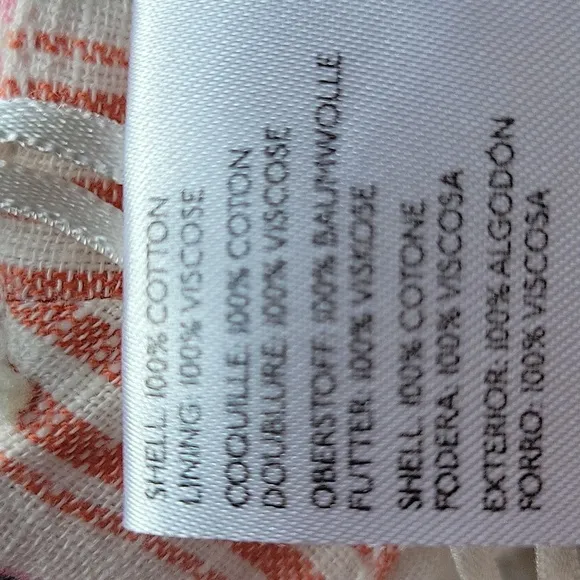 SHELL: 100% COTTON
LINING: 100% VISCOSE
COQUILLE: 100% COTON
DOUBLURE: 100% VISCOSE
OBERSTOFF: 100% BAUMWOLLE
FUTTER: 100% VISKOSE
SHELL: 100% COTONE
FODERA: 100% VISCOSA
EXTERIOR: 100% ALGODÓN
FORRO: 100% VISCOSA